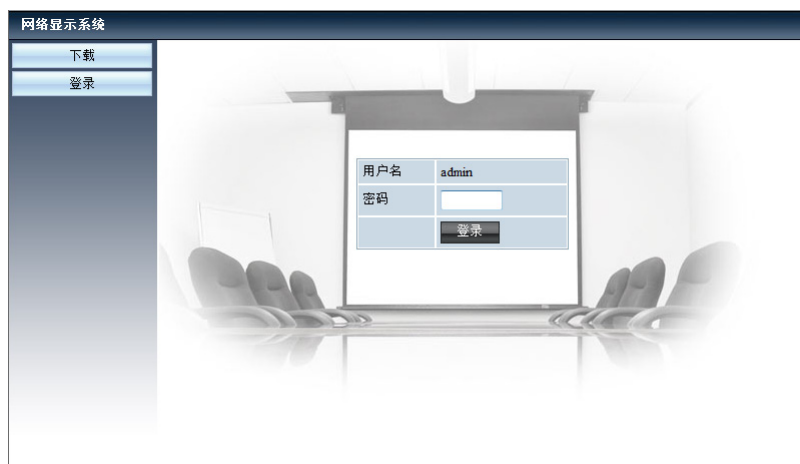 网络显示系统
下载
登录
用户名 admin
密码
登录